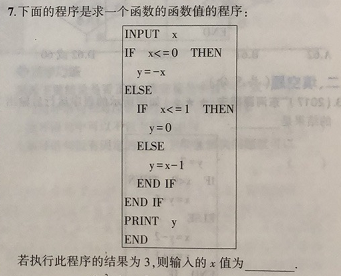 7.下面的程序是求一个函数的函数值的程序：
INPUT x
IF x<=0 THEN
y=-x
ELSE
IF x<=1 THEN
y=0
ELSE
y=x-1
END IF
END IF
PRINT y
END
若执行此程序的结果为3,则输入的x值为________.